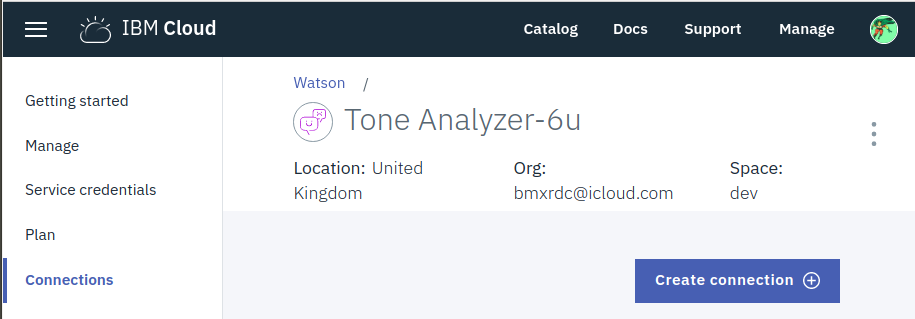 IBM Cloud
Catalog Docs Support Manage
Getting started
Manage
Service credentials
Plan
Connections
Watson /
Tone Analyzer-6u
Location: United Kingdom
Org: bmxrdc@icloud.com
Space: dev
Create connection